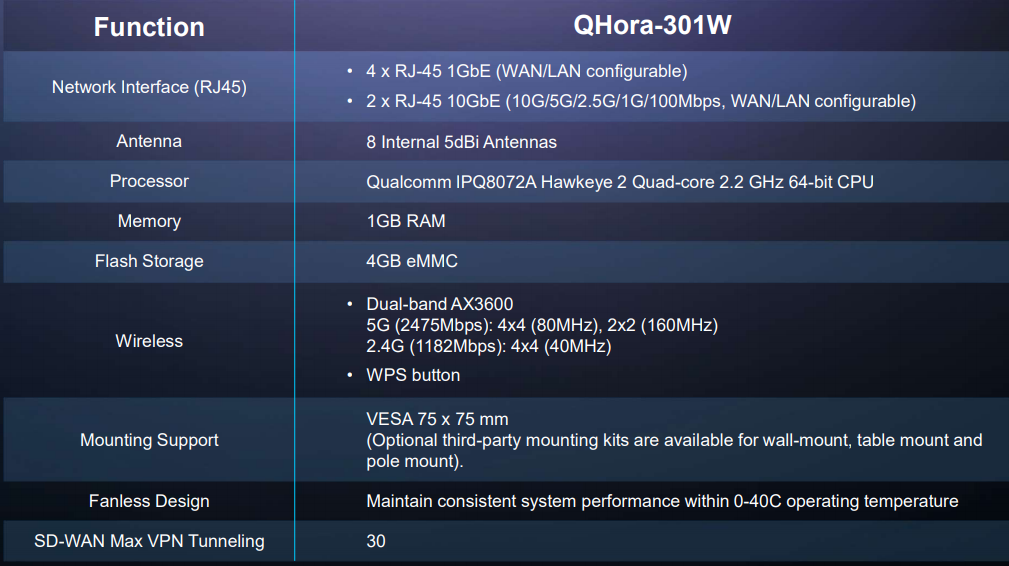 Function
QHora-301W
Network Interface (RJ45)
• 4 x RJ-45 1GbE (WAN/LAN configurable)
• 2 x RJ-45 10GbE (10G/5G/2.5G/1G/100Mbps, WAN/LAN configurable)
Antenna
8 Internal 5dBi Antennas
Processor
Qualcomm IPQ8072A Hawkeye 2 Quad-core 2.2 GHz 64-bit CPU
Memory
1GB RAM
Flash Storage
4GB eMMC
Wireless
• Dual-band AX3600
5G (2475Mbps): 4x4 (80MHz), 2x2 (160MHz)
2.4G (1182Mbps): 4x4 (40MHz)
• WPS button
Mounting Support
VESA 75 x 75 mm
(Optional third-party mounting kits are available for wall-mount, table mount and
pole mount).
Fanless Design
Maintain consistent system performance within 0-40C operating temperature
SD-WAN Max VPN Tunneling
30